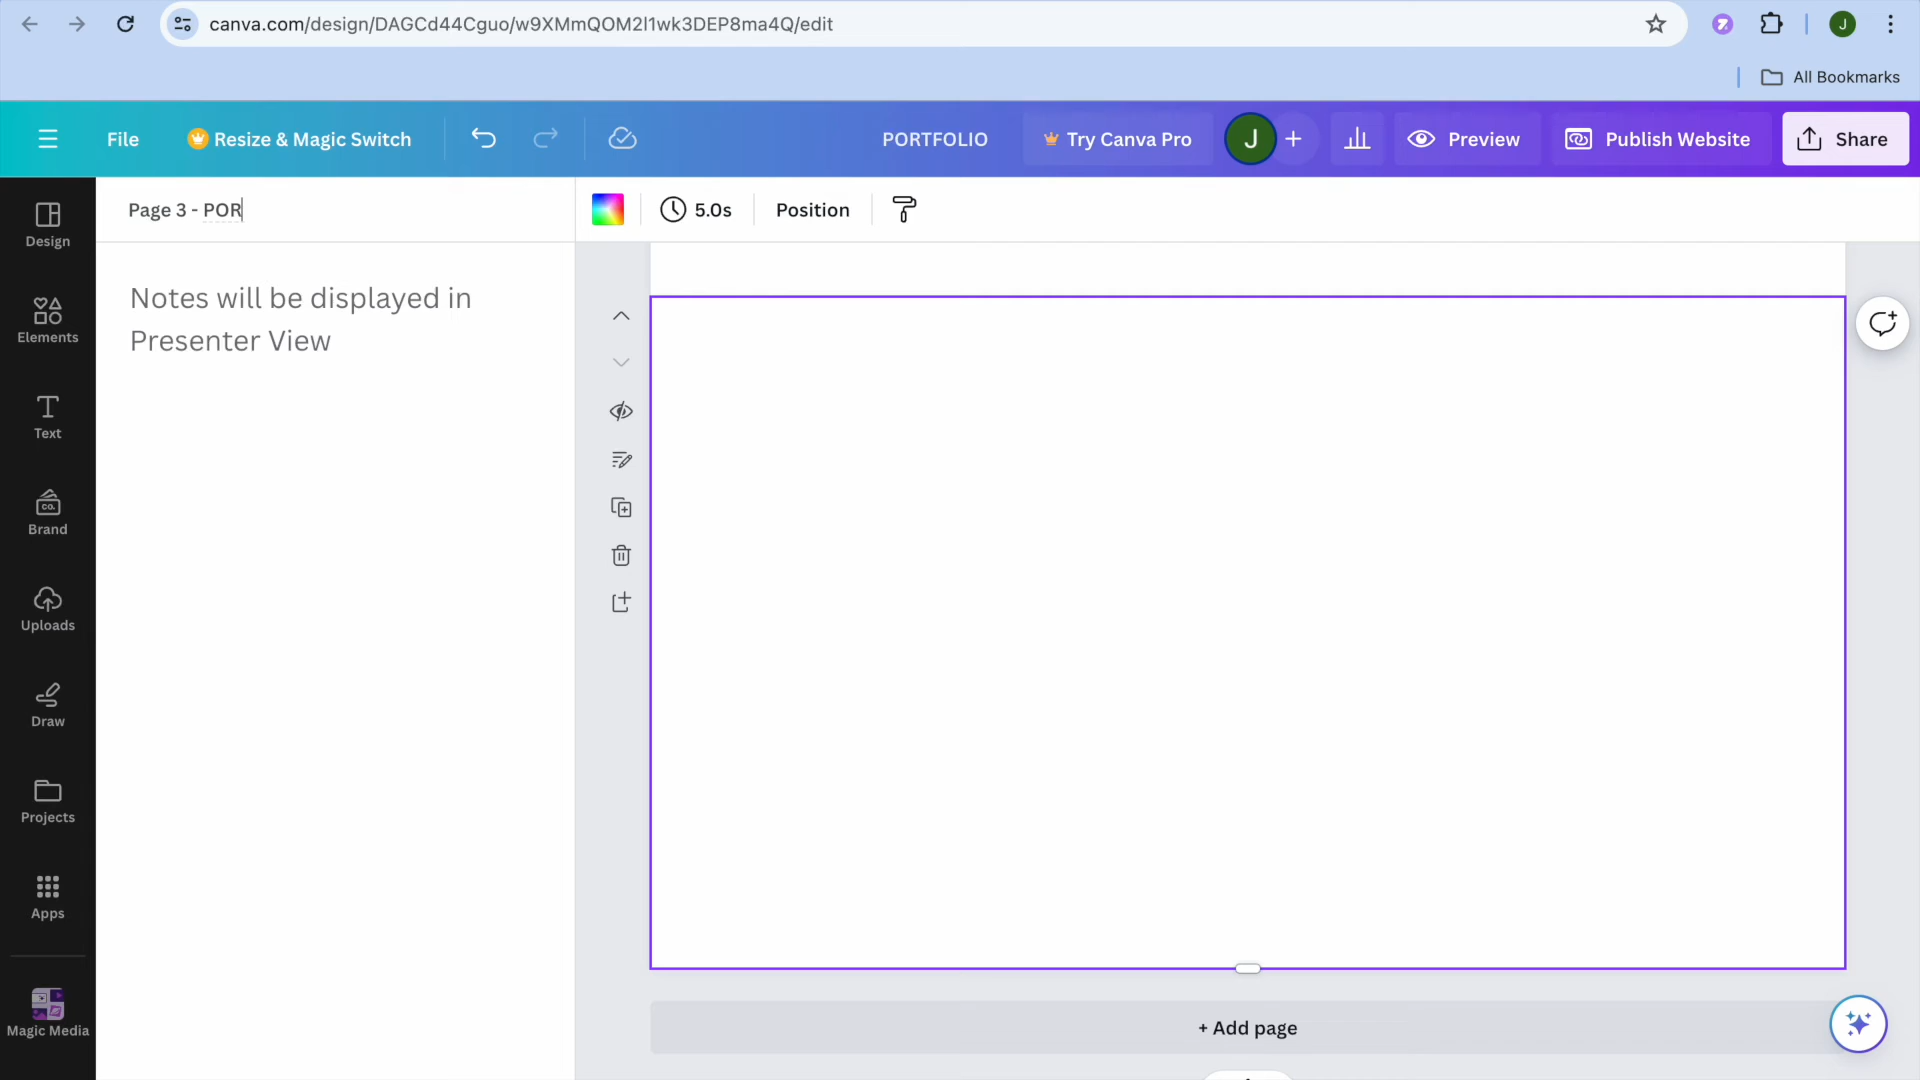 canva.com/design/DAGCd44Cguo/w9XMmQOM2l1wk3DEP8ma4Q/edit
J
All Bookmarks
File
Resize & Magic Switch
PORTFOLIO
Try Canva Pro
J
+
Preview
Publish Website
Share
Design
Elements
Text
CO.
Brand
Uploads
Draw
Projects
Apps
Magic Media
Page 3 - POR
Notes will be displayed in
Presenter View
5.0s
Position
+ Add page